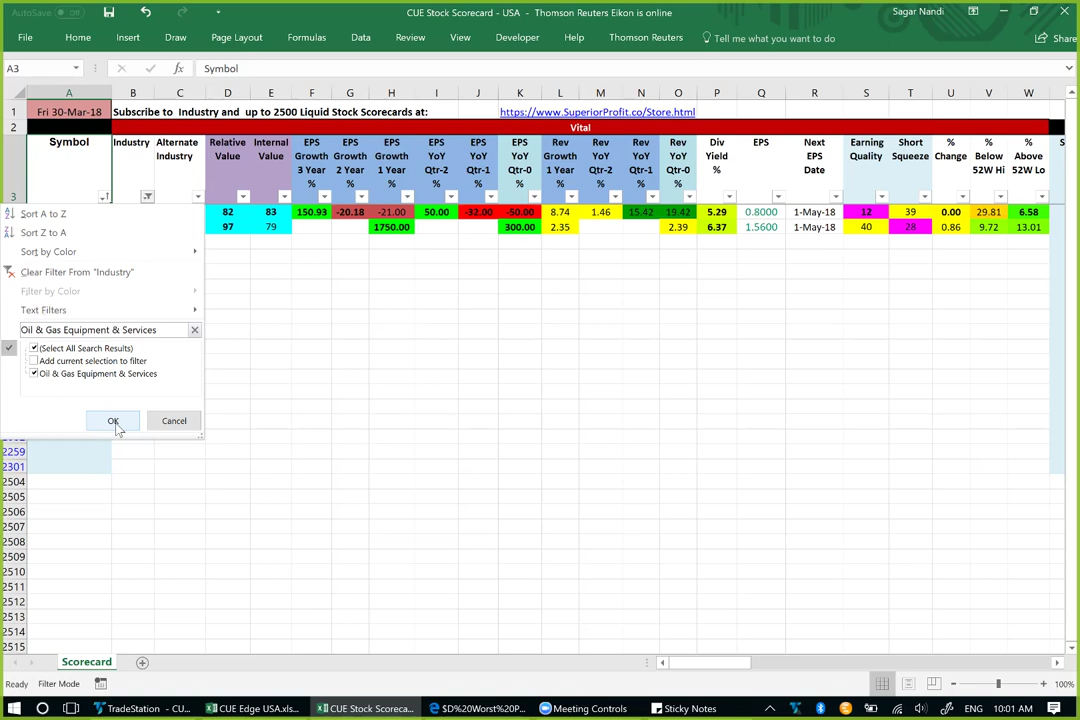 AutoSave Off
CUE Stock Scorecard - USA - Thomson Reuters Eikon is online
Sagar Nandi
File Home Insert Draw Page Layout Formulas Data Review View Developer Help Thomson Reuters Tell me what you want to do Share
A3 fx Symbol
A B C D E F G H I J K L M N O P Q R S T U V W
1 Fri 30-Mar-18 Subscribe to Industry and up to 2500 Liquid Stock Scorecards at: https://www.SuperiorProfit.co/Store.html
2 Vital
Symbol Industry Alternate Relative Internal EPS EPS EPS EPS EPS EPS Rev Rev Rev Rev Div EPS Next Earning Short % % %
Industry Value Value Growth Growth Growth YoY YoY YoY Growth YoY YoY YoY Yield EPS Quality Squeeze Change Below Above
3 Year 2 Year 1 Year Qtr-2 Qtr-1 Qtr-0 1 Year Qtr-2 Qtr-1 Qtr-0 % Date 52W Hi 52W Lo
3 % % % % % % % % % %
Sort A to Z 82 83 150.93 -20.18 -21.00 50.00 -32.00 -50.00 8.74 1.46 15.42 19.42 5.29 0.8000 1-May-18 12 39 0.00 29.81 6.58
Sort Z to A 97 79 1750.00 300.00 2.35 2.39 6.37 1.5600 1-May-18 40 28 0.86 9.72 13.01
Sort by Color
Clear Filter From "Industry"
Filter by Color
Text Filters
Oil & Gas Equipment & Services
(Select All Search Results)
Add current selection to filter
Oil & Gas Equipment & Services
OK Cancel
2259
2301
2504
2505
2506
2507
2508
2509
2510
2511
2512
2513
2514
2515
Scorecard
Ready Filter Mode 100%
TradeStation - CU... CUE Edge USA.xls... CUE Stock Scoreca... $D%20Worst%20P... Meeting Controls Sticky Notes 10:01 AM